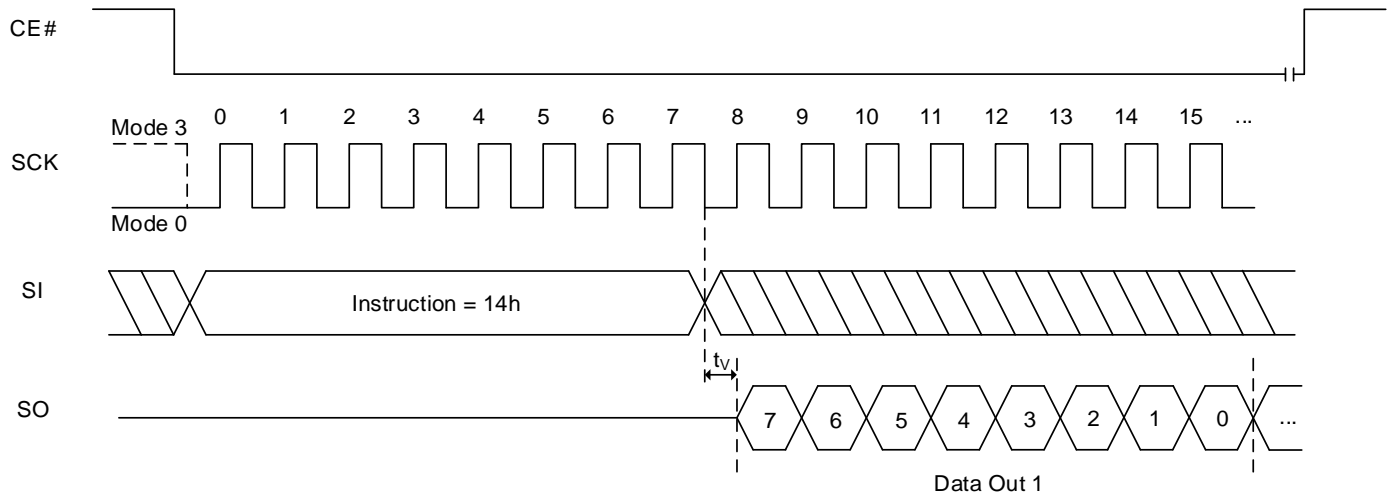 CE#
0 1 2 3 4 5 6 7 8 9 10 11 12 13 14 15 ...
Mode 3
SCK
Mode 0
SI
Instruction = 14h
tV
SO
7 6 5 4 3 2 1 0 ...
Data Out 1